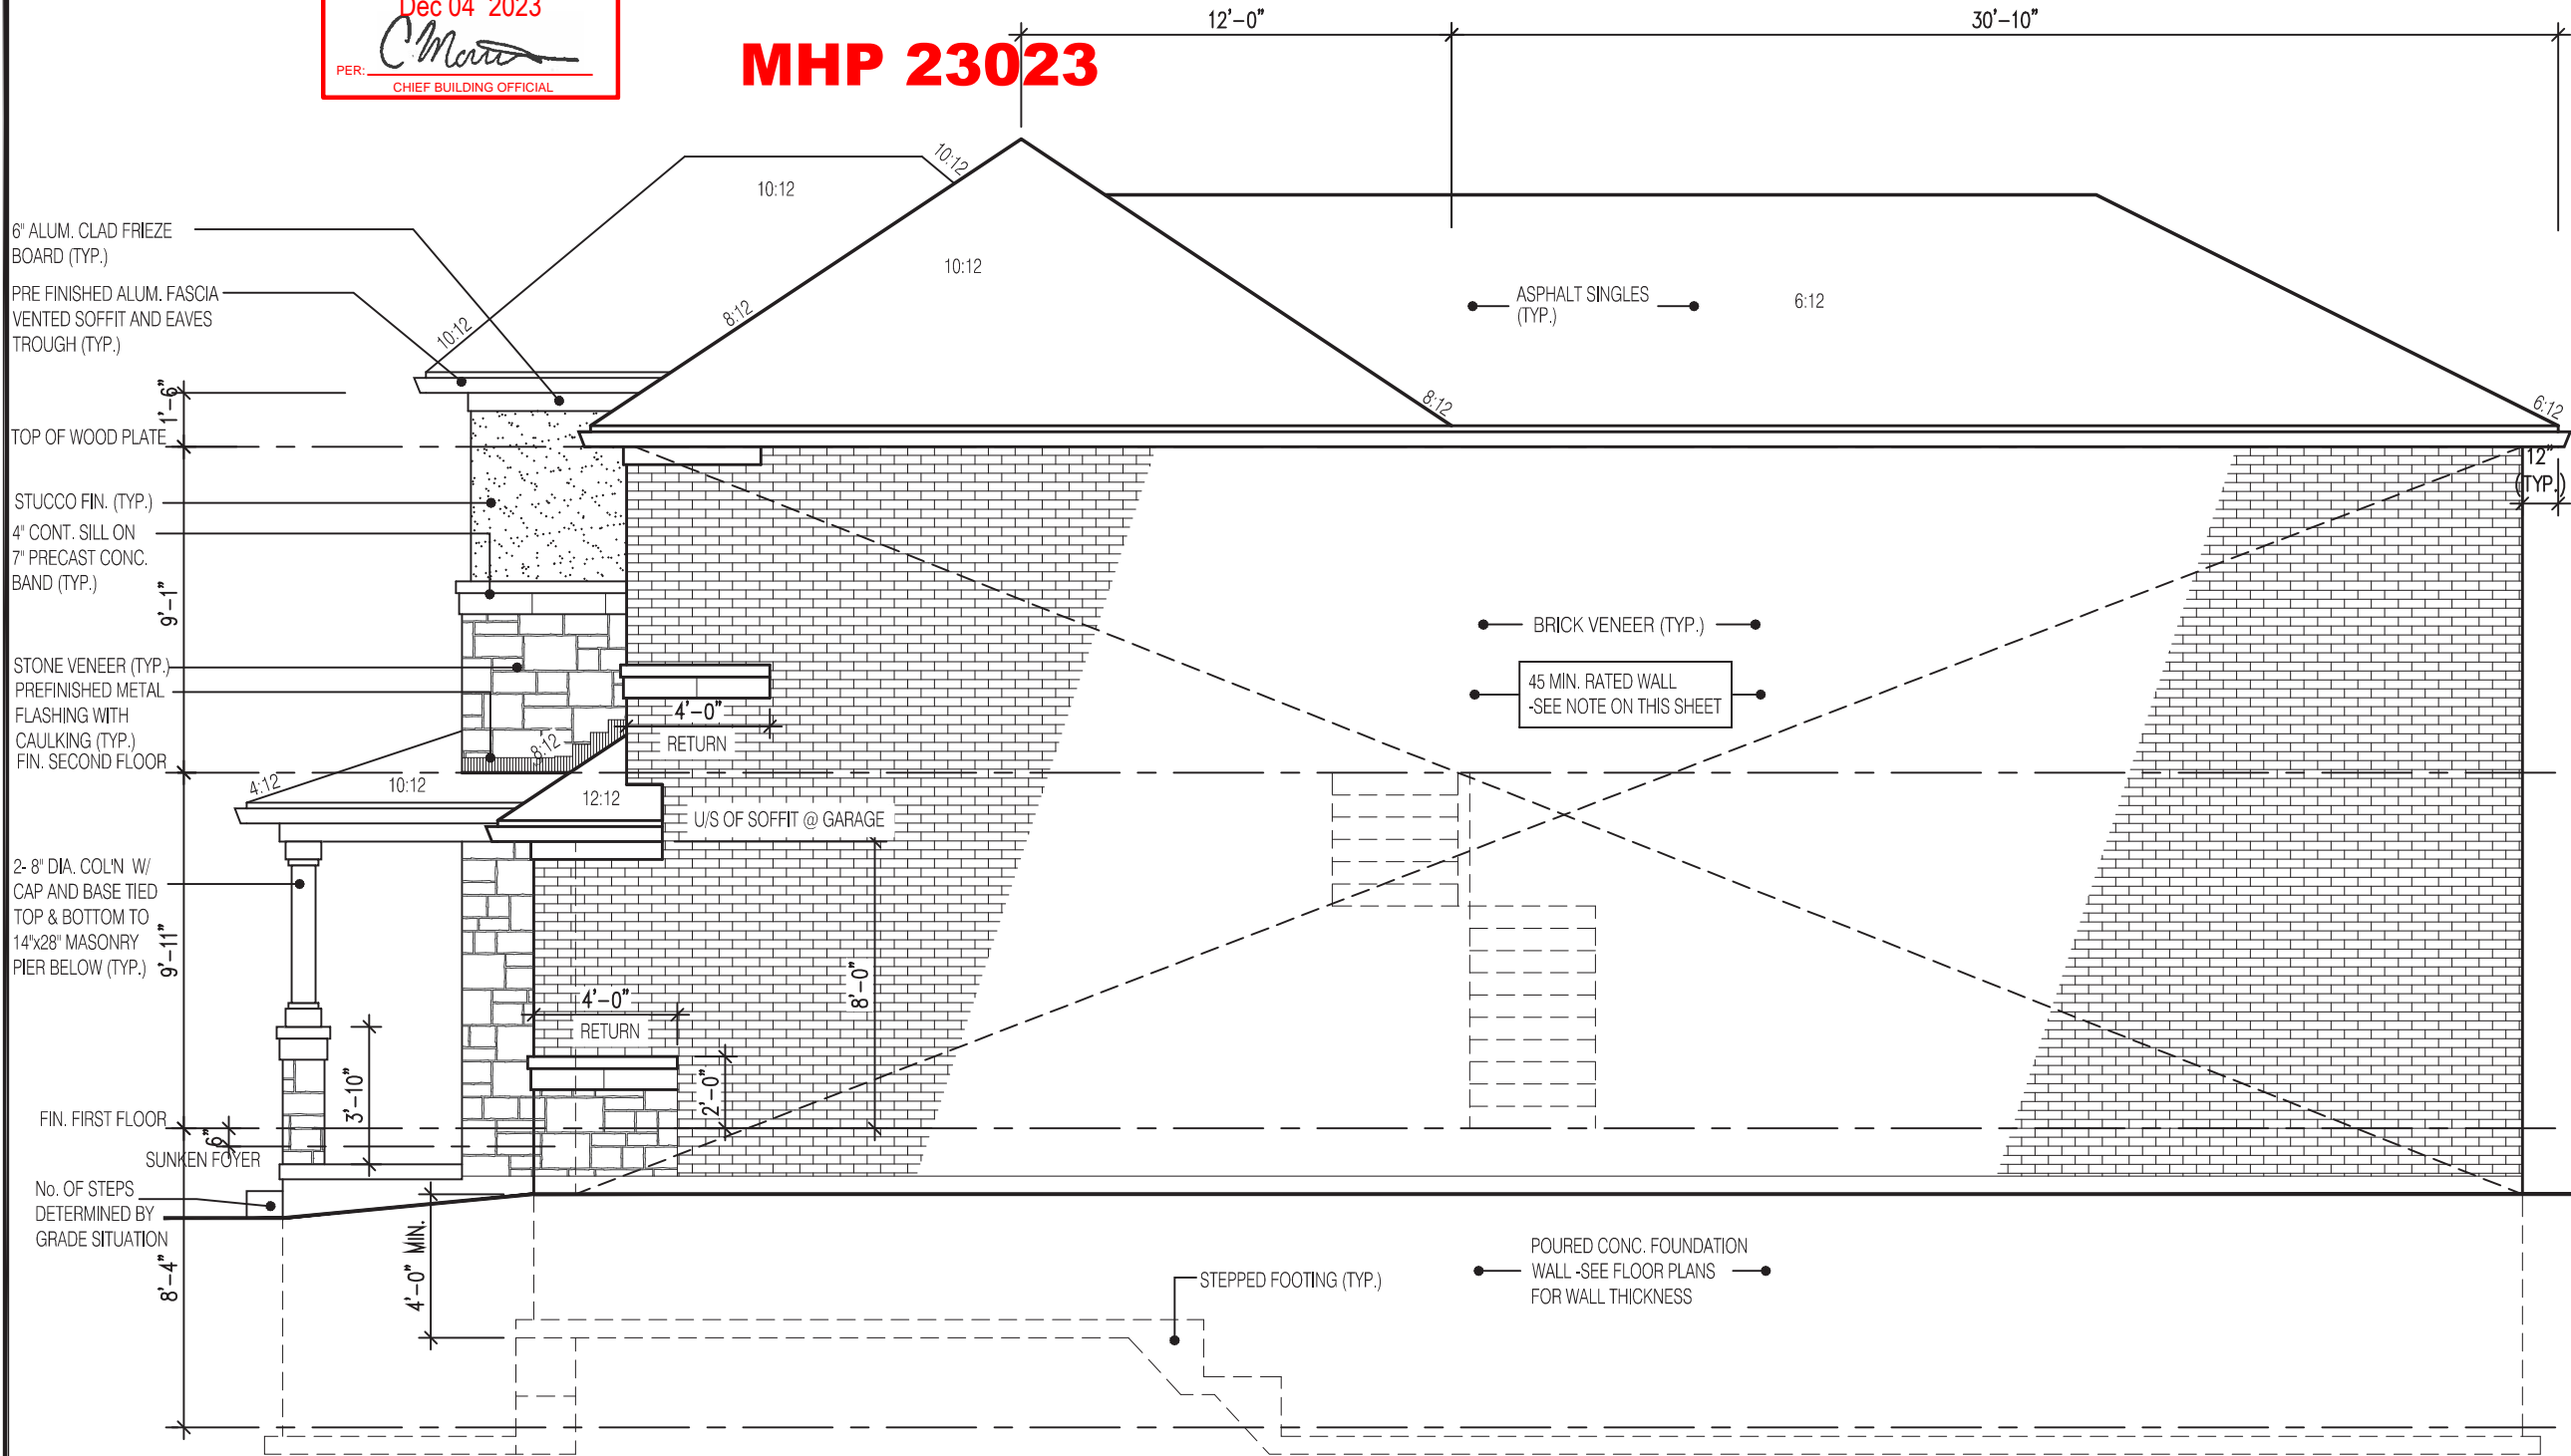 Dec 04 2023
PER:
CHIEF BUILDING OFFICIAL
MHP 23023
12'-0"
30'-10"
10:12
10:12
10:12
8:12
10:12
8:12
6:12
6:12
ASPHALT SINGLES
(TYP.)
6" ALUM. CLAD FRIEZE
BOARD (TYP.)
PRE FINISHED ALUM. FASCIA
VENTED SOFFIT AND EAVES
TROUGH (TYP.)
1'-6"
TOP OF WOOD PLATE
12"
(TYP.)
STUCCO FIN. (TYP.)
4" CONT. SILL ON
7" PRECAST CONC.
BAND (TYP.)
9'-1"
BRICK VENEER (TYP.)
45 MIN. RATED WALL
-SEE NOTE ON THIS SHEET
STONE VENEER (TYP.)
PREFINISHED METAL
FLASHING WITH
CAULKING (TYP.)
FIN. SECOND FLOOR
4'-0"
RETURN
8:12
4:12
10:12
12:12
U/S OF SOFFIT @ GARAGE
2- 8" DIA. COL'N W/
CAP AND BASE TIED
TOP & BOTTOM TO
14"x28" MASONRY
PIER BELOW (TYP.)
9'-11"
8'-0"
4'-0"
RETURN
3'-10"
2'-0"
FIN. FIRST FLOOR
6"
SUNKEN FOYER
No. OF STEPS
DETERMINED BY
GRADE SITUATION
8'-4"
4'-0" MIN.
STEPPED FOOTING (TYP.)
POURED CONC. FOUNDATION
WALL -SEE FLOOR PLANS
FOR WALL THICKNESS